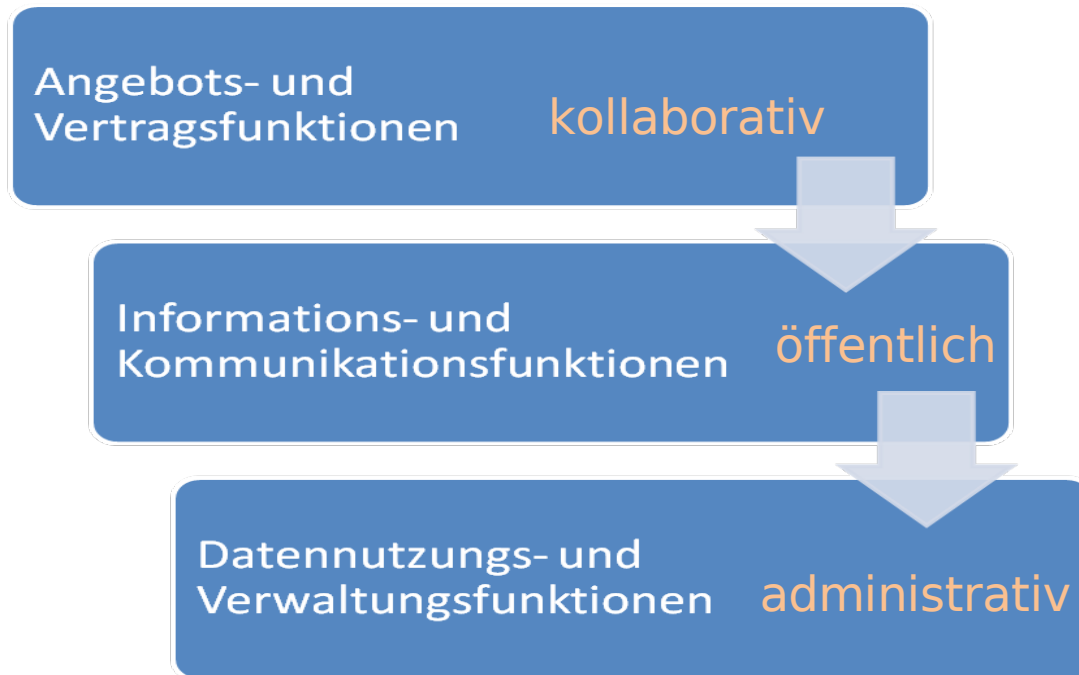 Angebots- und
Vertragsfunktionen
kollaborativ
Informations- und
Kommunikationsfunktionen
öffentlich
Datennutzungs- und
Verwaltungsfunktionen
administrativ